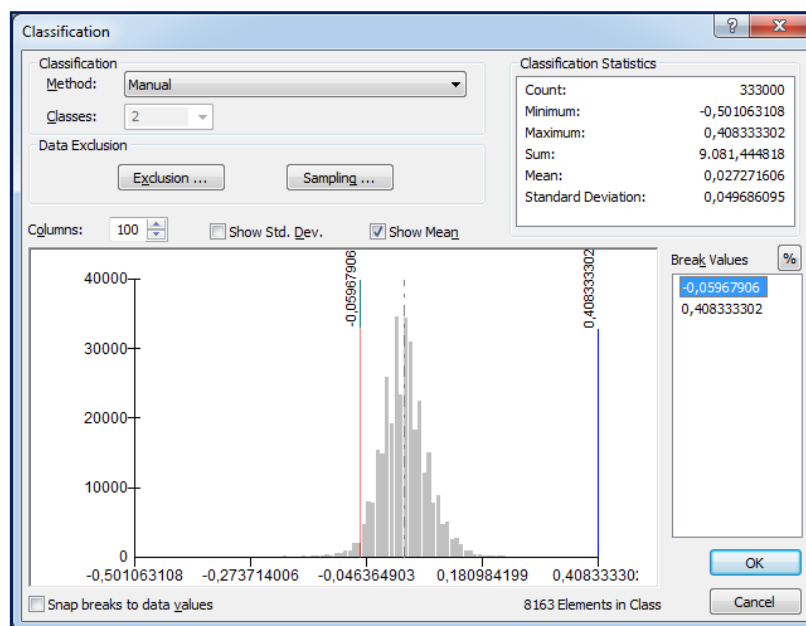 Classification
Classification
Method: Manual
Classes: 2
Data Exclusion
Exclusion ... Sampling ...
Classification Statistics
Count: 333000
Minimum: -0,501063108
Maximum: 0,408333302
Sum: 9.081,444818
Mean: 0,027271606
Standard Deviation: 0,049686095
Columns: 100 Show Std. Dev. Show Mean
Break Values %
-0,05967906
0,408333302
-0,05967906
0,408333302
40000
30000
20000
10000
0
-0,501063108 -0,273714006 -0,046364903 0,180984199 0,408333302
OK
Snap breaks to data values 8163 Elements in Class Cancel